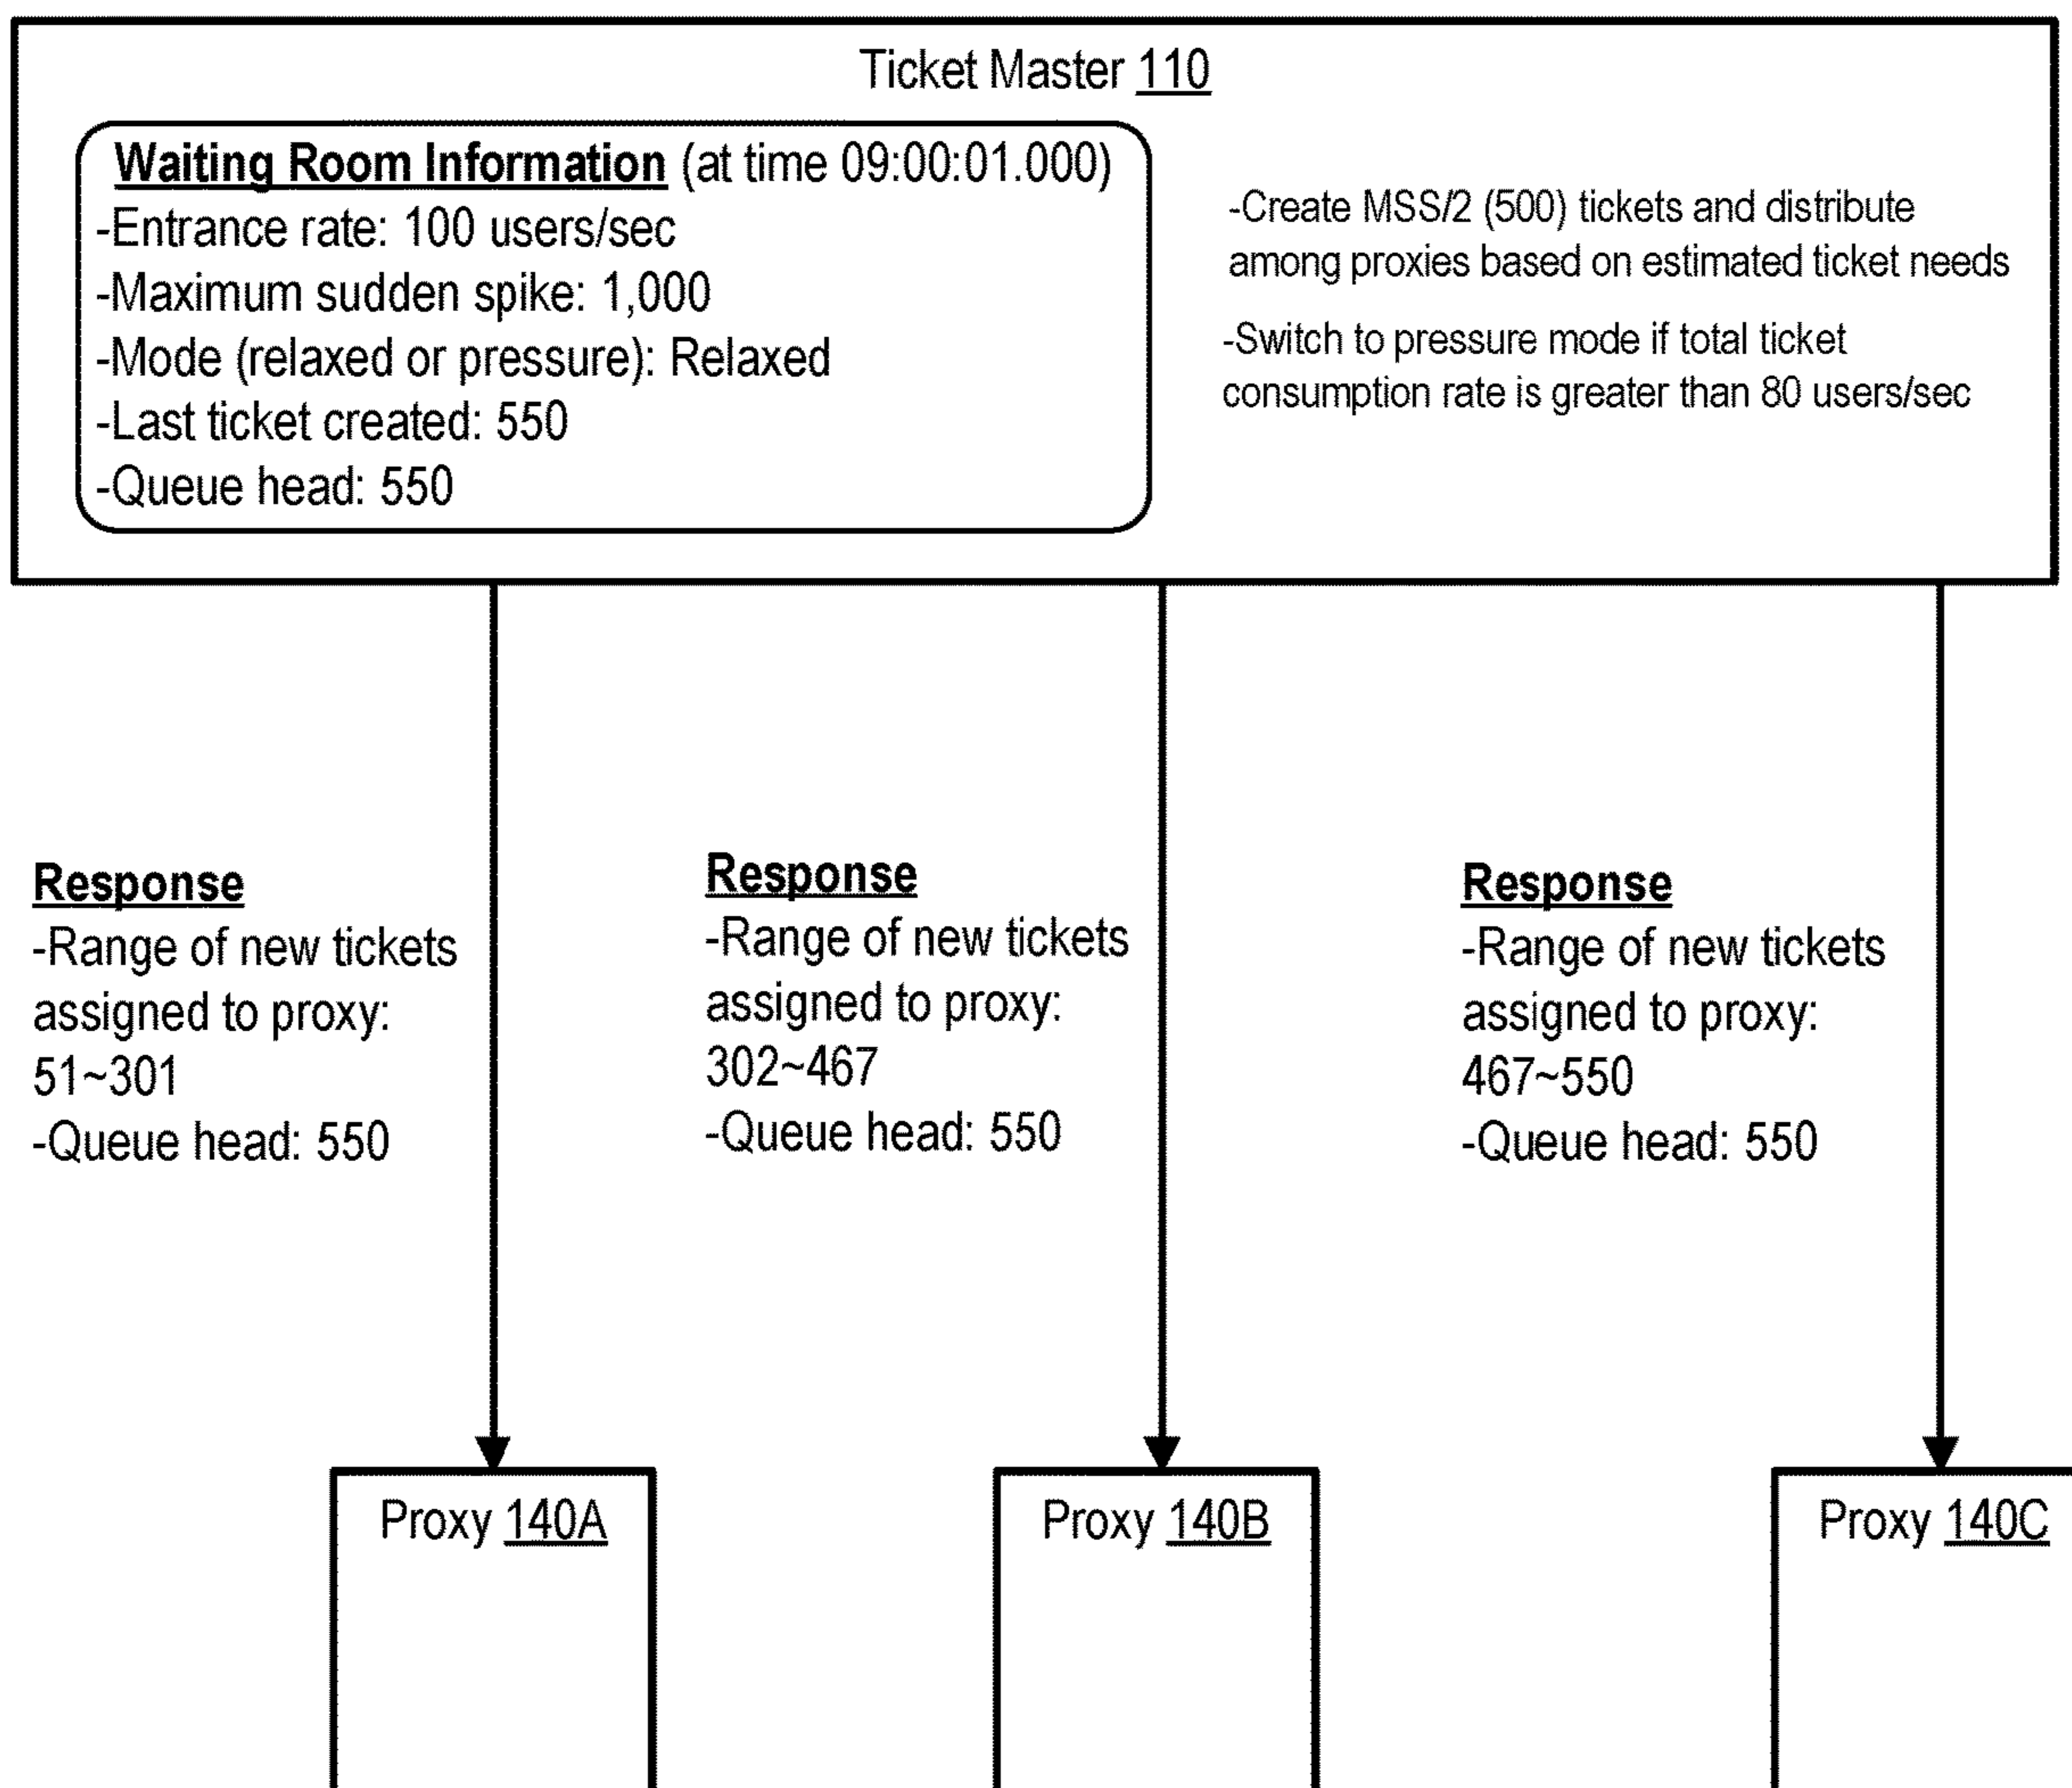 Ticket Master 110
Waiting Room Information (at time 09:00:01.000)
-Entrance rate: 100 users/sec
-Maximum sudden spike: 1,000
-Mode (relaxed or pressure): Relaxed
-Last ticket created: 550
-Queue head: 550
-Create MSS/2 (500) tickets and distribute
among proxies based on estimated ticket needs
-Switch to pressure mode if total ticket
consumption rate is greater than 80 users/sec
Response
-Range of new tickets
assigned to proxy:
51~301
-Queue head: 550
Response
-Range of new tickets
assigned to proxy:
302~467
-Queue head: 550
Response
-Range of new tickets
assigned to proxy:
467~550
-Queue head: 550
Proxy 140A
Proxy 140B
Proxy 140C